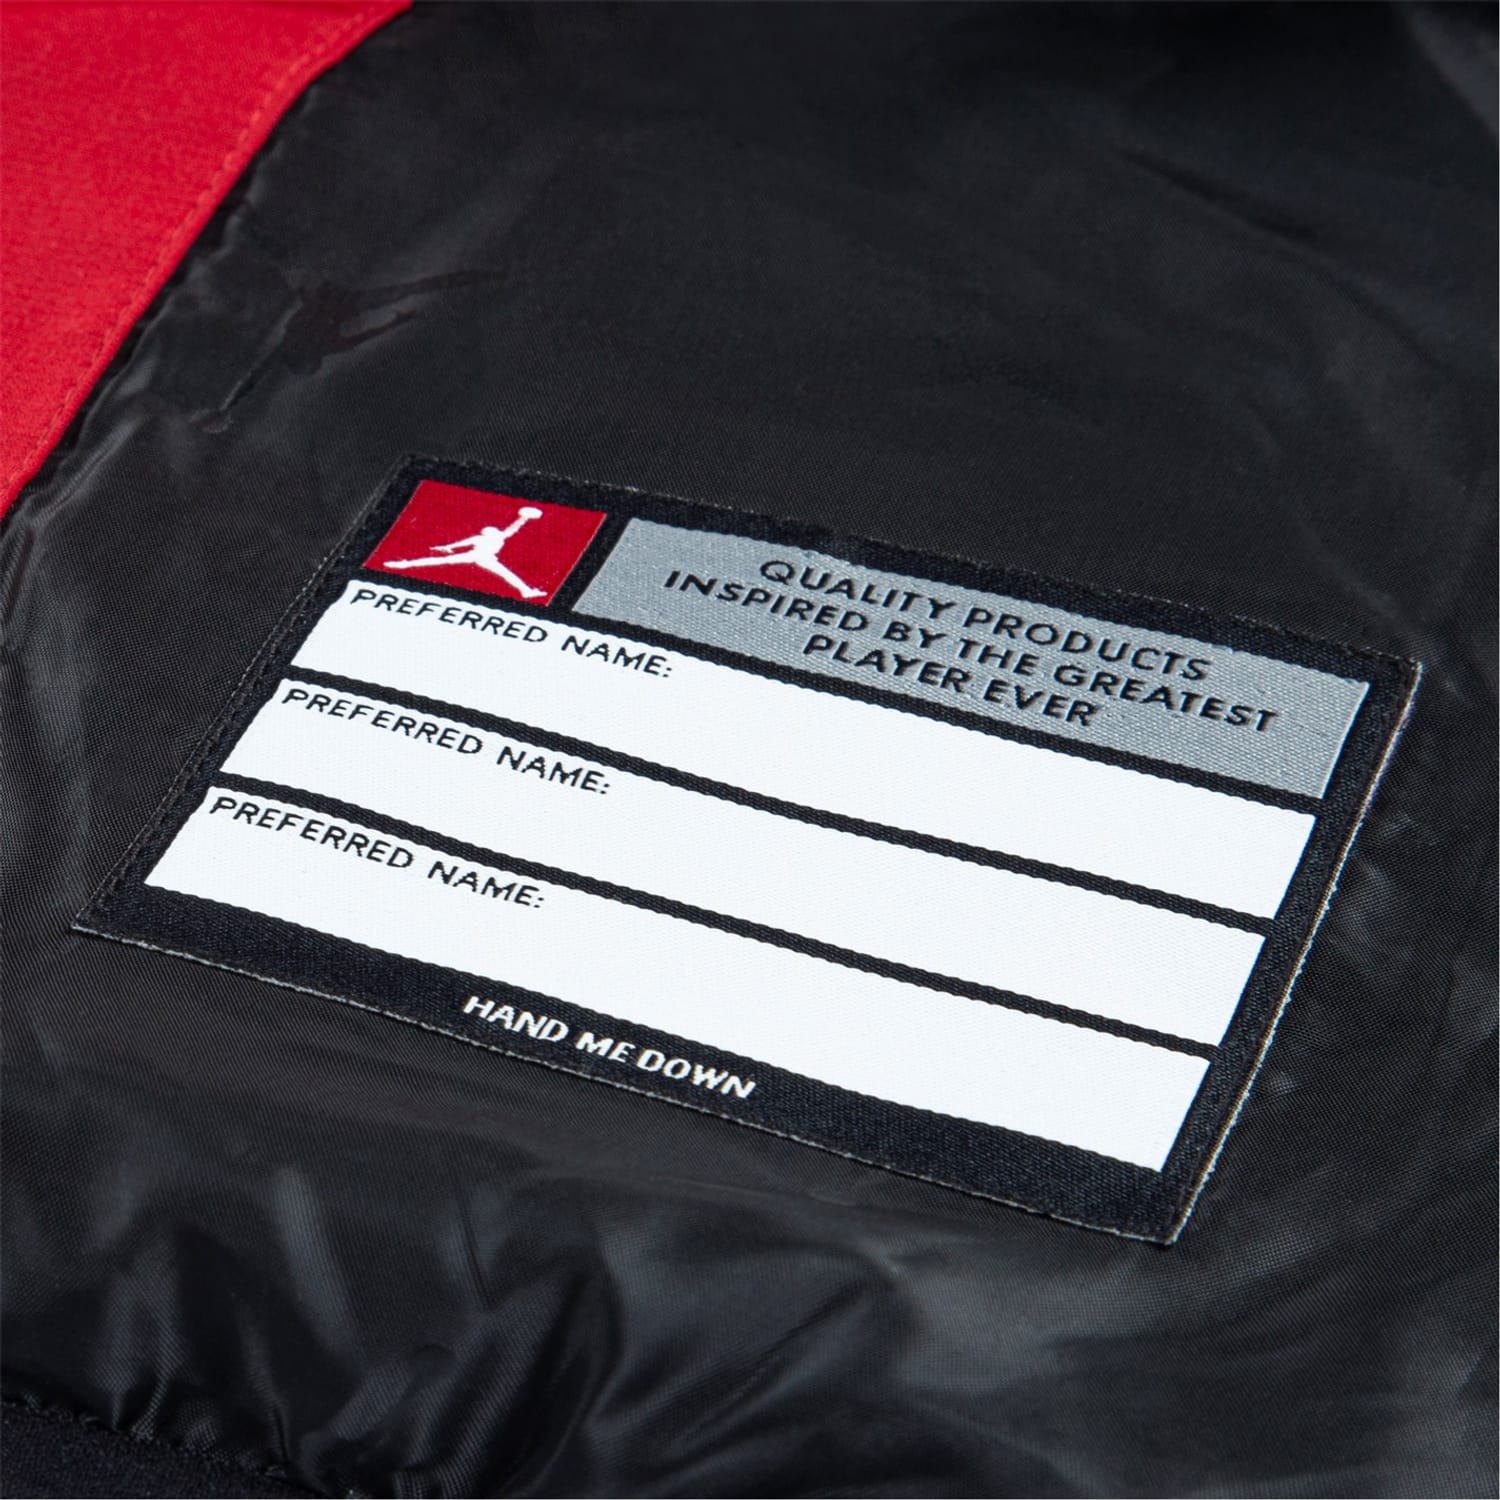 QUALITY PRODUCTS
INSPIRED BY THE GREATEST
PLAYER EVER
PREFERRED NAME:
PREFERRED NAME:
PREFERRED NAME:
HAND ME DOWN